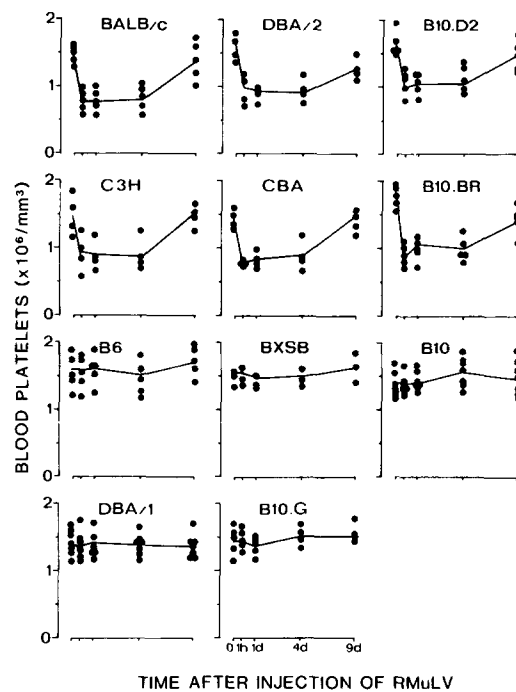 BALB/c DBA/2 B10.D2
2
1
0
C3H CBA B10.BR
2
1
0
B6 BXSB B10
2
1
0
DBA/1 B10.G
2
1
0
0 1h 1d 4d 9d
BLOOD PLATELETS (x10⁶/mm³)
TIME AFTER INJECTION OF RMuLV